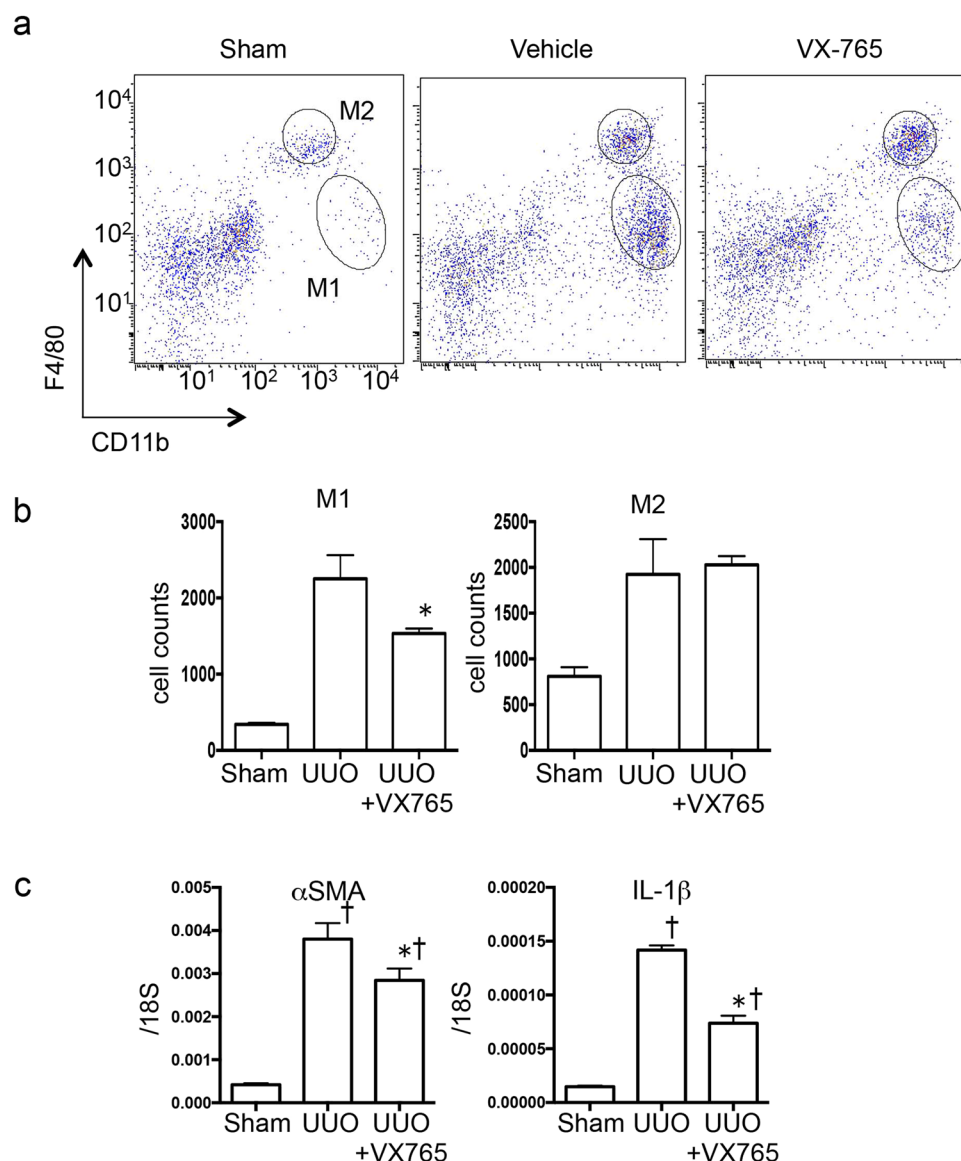 a
Sham
Vehicle
VX-765
10⁴
10³
10²
10¹
M2
M1
F4/80
10¹
10²
10³
10⁴
CD11b
b
M1
3000
2000
1000
0
cell counts
Sham
UUO
UUO
+VX765
*
M2
2500
2000
1500
1000
500
0
cell counts
Sham
UUO
UUO
+VX765
c
αSMA
0.005
0.004
0.003
0.002
0.001
0.000
/18S
†
*†
Sham
UUO
UUO
+VX765
IL-1β
0.00020
0.00015
0.00010
0.00005
0.00000
/18S
†
*†
Sham
UUO
UUO
+VX765